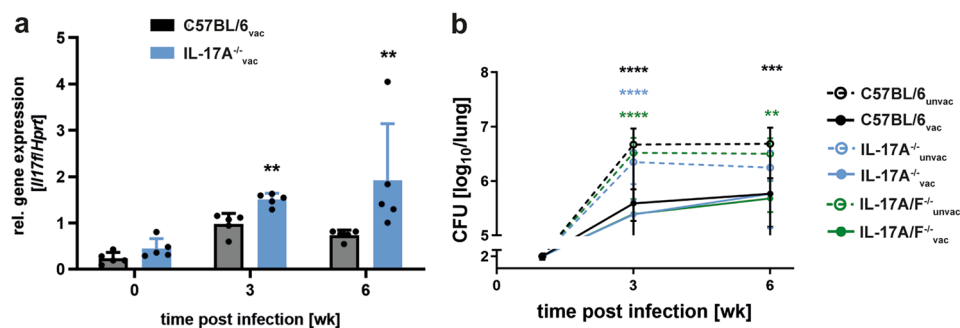 a
C57BL/6vac
IL-17A-/-vac
rel. gene expression
[Il17f/Hprt]
5
4
3
2
1
0
**
**
0
3
6
time post infection [wk]
b
CFU [log10/lung]
8
7
6
5
2
****
****
****
***
**
0
3
6
time post infection [wk]
C57BL/6unvac
C57BL/6vac
IL-17A-/-unvac
IL-17A-/-vac
IL-17A/F-/-unvac
IL-17A/F-/-vac